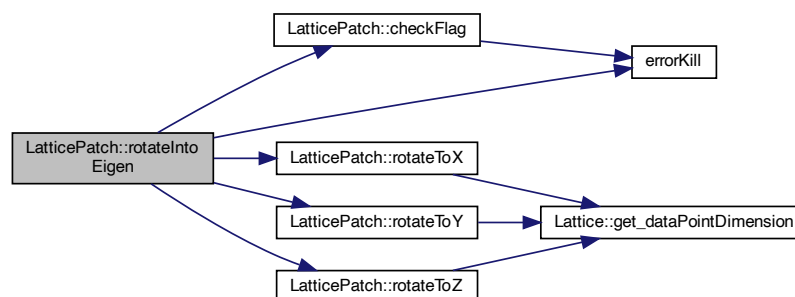 LatticePatch::checkFlag
errorKill
LatticePatch::rotateInto
Eigen
LatticePatch::rotateToX
LatticePatch::rotateToY
Lattice::get_dataPointDimension
LatticePatch::rotateToZ